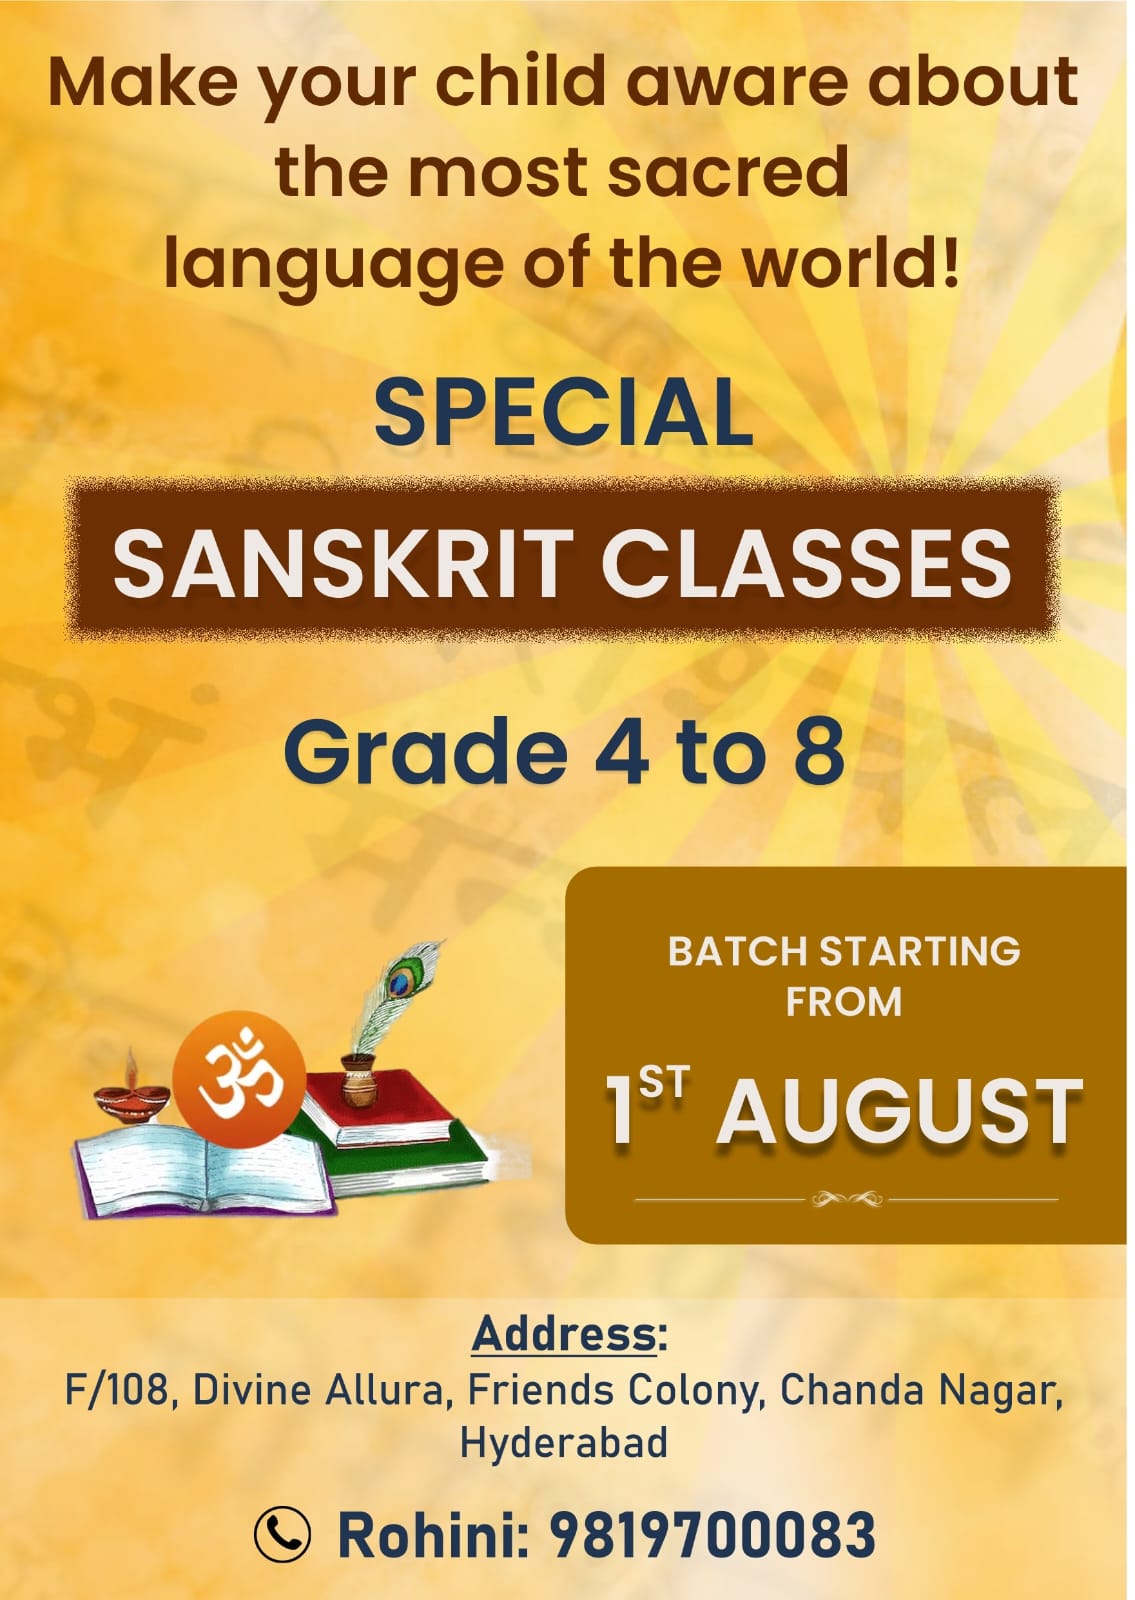 Make your child aware about
the most sacred
language of the world!
SPECIAL
SANSKRIT CLASSES
Grade 4 to 8
BATCH STARTING
FROM
1ST AUGUST
ॐ
Address:
F/108, Divine Allura, Friends Colony, Chanda Nagar,
Hyderabad
Rohini: 9819700083